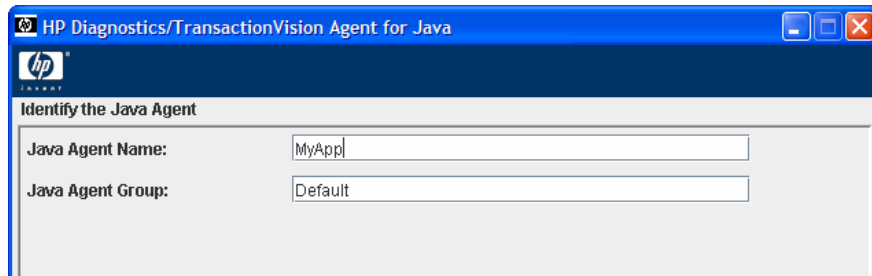 HP Diagnostics/TransactionVision Agent for Java
hp
invent
Identify the Java Agent
Java Agent Name: MyApp
Java Agent Group: Default